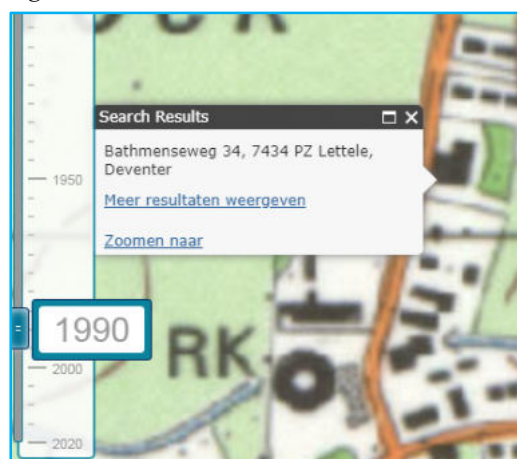 Search Results
Bathmenseweg 34, 7434 PZ Lettele,
Deventer
Meer resultaten weergeven
Zoomen naar
1950
1990
2000
2020
RK